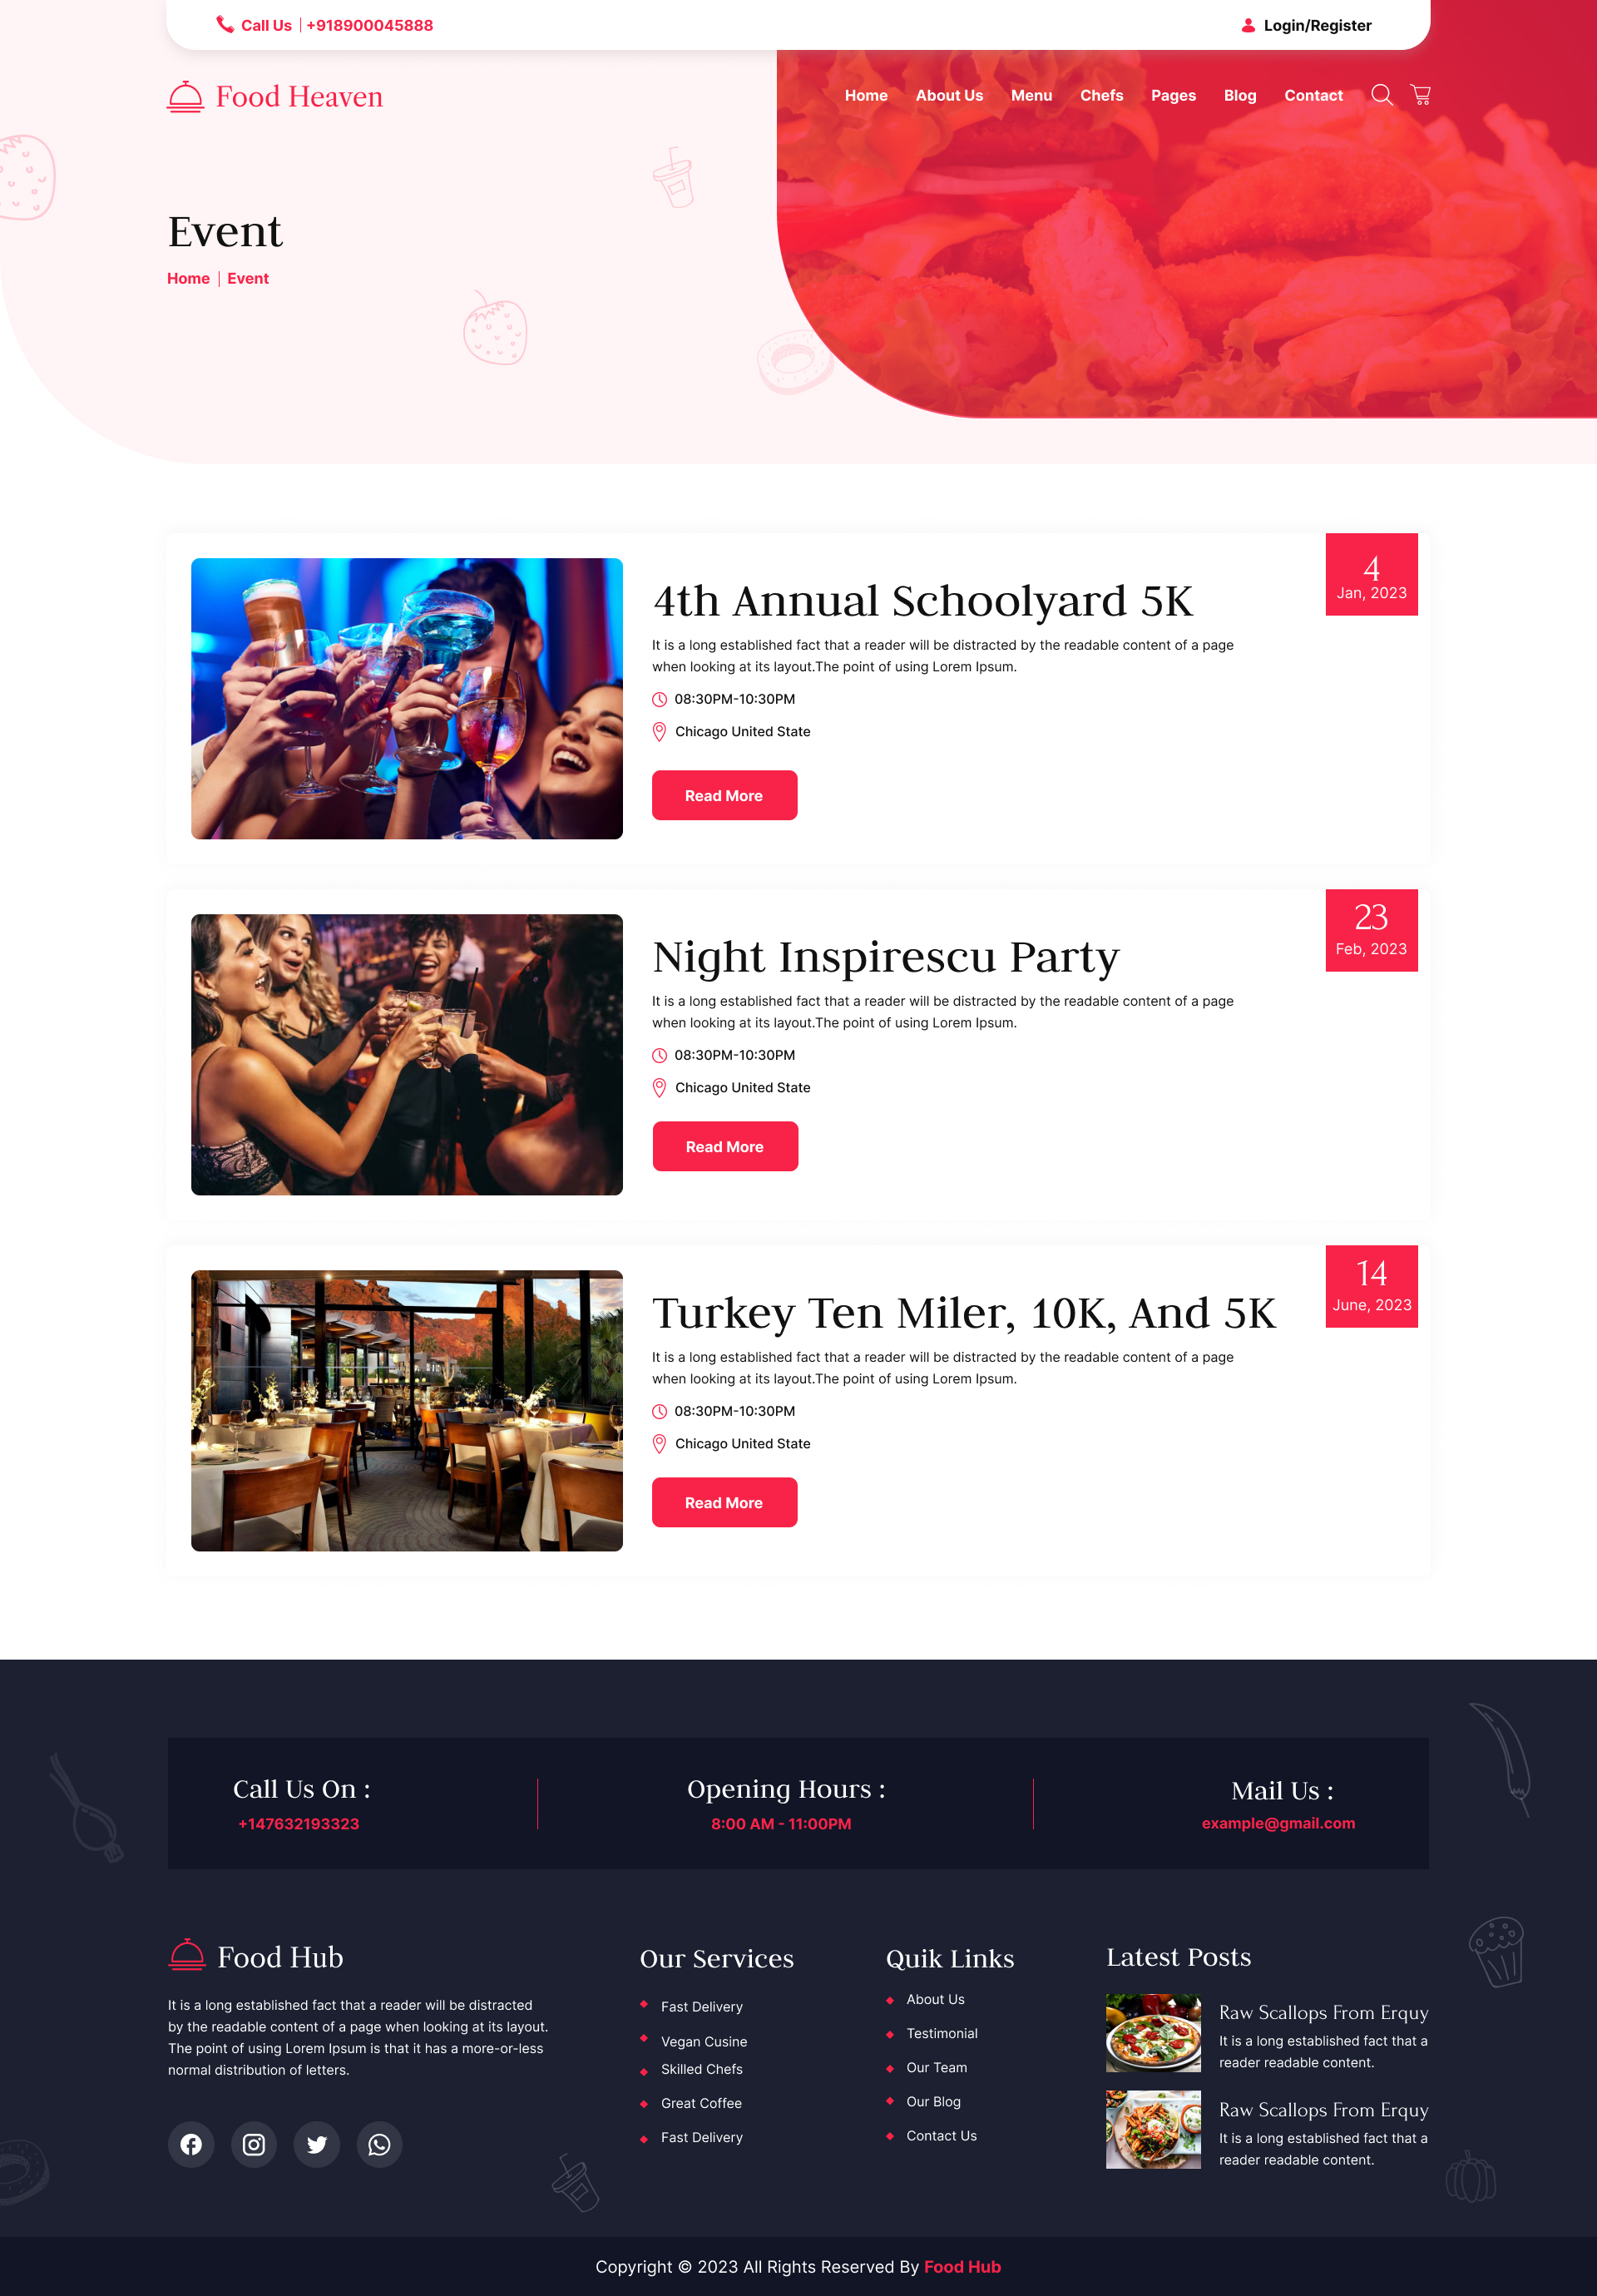 Call Us | +918900045888
Login/Register
Food Heaven
Home About Us Menu Chefs Pages Blog Contact
Event
Home | Event
4
Jan, 2023
4th Annual Schoolyard 5K
It is a long established fact that a reader will be distracted by the readable content of a page
when looking at its layout.The point of using Lorem Ipsum.
08:30PM-10:30PM
Chicago United State
Read More
23
Feb, 2023
Night Inspirescu Party
It is a long established fact that a reader will be distracted by the readable content of a page
when looking at its layout.The point of using Lorem Ipsum.
08:30PM-10:30PM
Chicago United State
Read More
14
June, 2023
Turkey Ten Miler, 10K, And 5K
It is a long established fact that a reader will be distracted by the readable content of a page
when looking at its layout.The point of using Lorem Ipsum.
08:30PM-10:30PM
Chicago United State
Read More
Call Us On :
+147632193323
Opening Hours :
8:00 AM - 11:00PM
Mail Us :
example@gmail.com
Food Hub
It is a long established fact that a reader will be distracted
by the readable content of a page when looking at its layout.
The point of using Lorem Ipsum is that it has a more-or-less
normal distribution of letters.
Our Services
Fast Delivery
Vegan Cusine
Skilled Chefs
Great Coffee
Fast Delivery
Quik Links
About Us
Testimonial
Our Team
Our Blog
Contact Us
Latest Posts
Raw Scallops From Erquy
It is a long established fact that a
reader readable content.
Raw Scallops From Erquy
It is a long established fact that a
reader readable content.
Copyright © 2023 All Rights Reserved By Food Hub